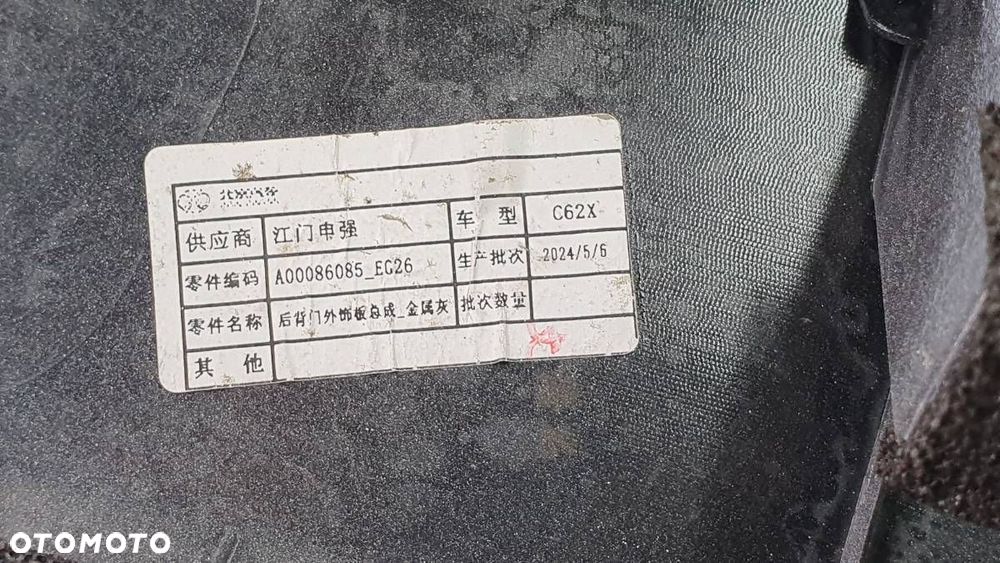 北京汽车
供应商 江门申强 车 型 C62X
零件编码 A00086085_EC26 生产批次 2024/5/6
零件名称 后背门外饰板总成_金属灰 批次数量
其 他
OTOMOTO